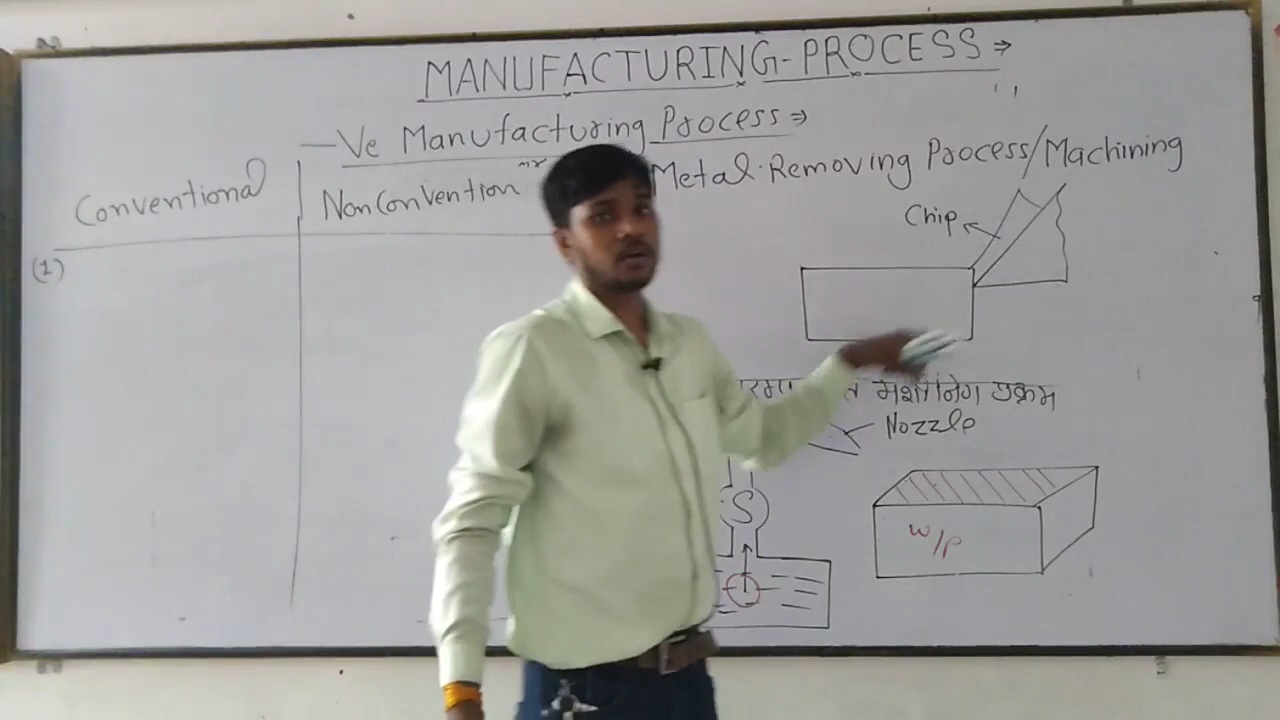 MANUFACTURING-PROCESS ⇒
-Ve Manufacturing Process ⇒
Metal Removing Process/Machining
Conventional
NonConvention
Chip
(1)
Nozzle
S
W/P